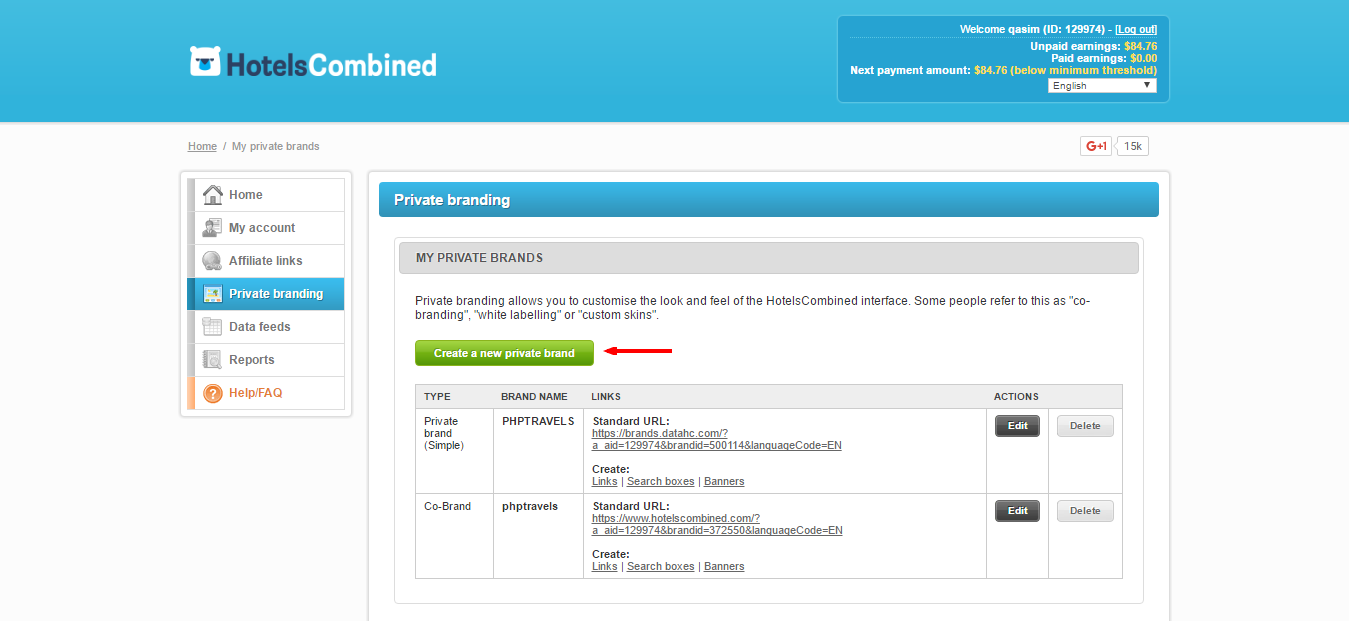 HotelsCombined
Welcome qasim (ID: 129974) - [Log out]
Unpaid earnings: $84.76
Paid earnings: $0.00
Next payment amount: $84.76 (below minimum threshold)
English
Home / My private brands
G+1 15k
Home
My account
Affiliate links
Private branding
Data feeds
Reports
Help/FAQ
Private branding
MY PRIVATE BRANDS
Private branding allows you to customise the look and feel of the HotelsCombined interface. Some people refer to this as "co-
branding", "white labelling" or "custom skins".
Create a new private brand
TYPE BRAND NAME LINKS ACTIONS
Private PHPTRAVELS Standard URL: Edit Delete
brand https://brands.datahc.com/?
(Simple) a_aid=129974&brandid=500114&languageCode=EN
Create:
Links | Search boxes | Banners
Co-Brand phptravels Standard URL: Edit Delete
https://www.hotelscombined.com/?
a_aid=129974&brandid=372550&languageCode=EN
Create:
Links | Search boxes | Banners